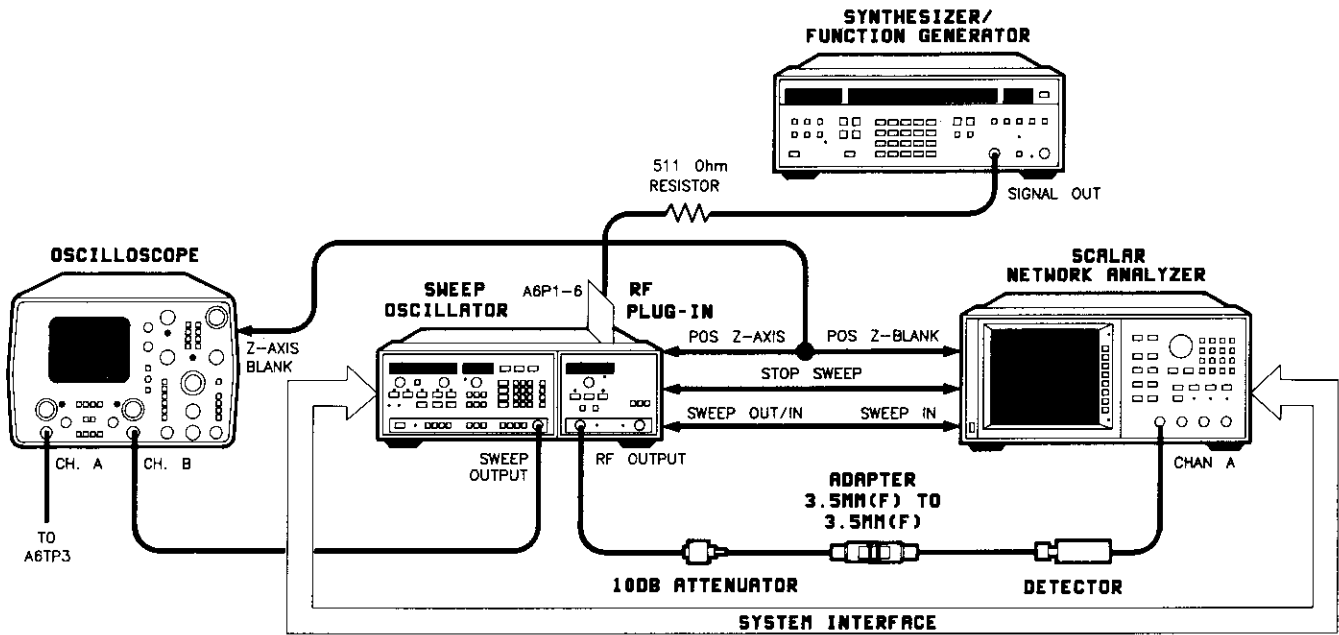 SYNTHESIZER/
FUNCTION GENERATOR
511 Ohm
RESISTOR
SIGNAL OUT
OSCILLOSCOPE
SWEEP
OSCILLATOR
A6P1-6
RF
PLUG-IN
SCALAR
NETWORK ANALYZER
Z-AXIS
BLANK
POS Z-AXIS
POS Z-BLANK
STOP SWEEP
SWEEP OUT/IN
SWEEP IN
CH. A
CH. B
SWEEP
OUTPUT
RF OUTPUT
CHAN A
ADAPTER
3.5MM(F) TO
3.5MM(F)
TO
A6TP3
10DB ATTENUATOR
DETECTOR
SYSTEM INTERFACE